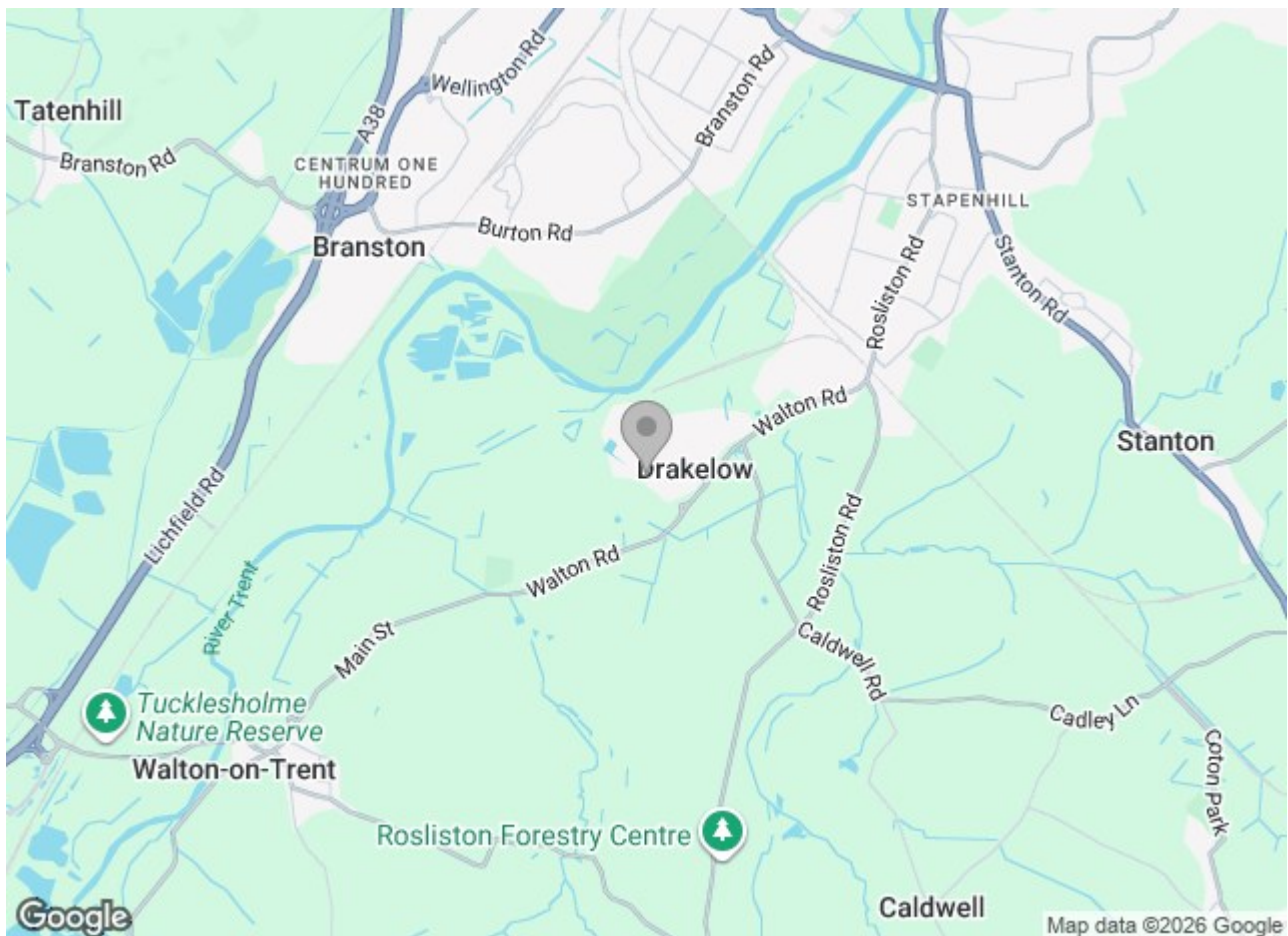 Tatenhill
Branston Rd
A38
Wellington Rd
CENTRUM ONE
HUNDRED
Branston
Burton Rd
Branston Rd
STAPENHILL
Rosliston Rd
Stanton Rd
Stanton
Walton Rd
Drakelow
Lichfield Rd
River Trent
Walton Rd
Rosliston Rd
Main St
Caldwell Rd
Cadley Ln
Coton Park
Tucklesholme
Nature Reserve
Walton-on-Trent
Rosliston Forestry Centre
Caldwell
Google
Map data ©2026 Google